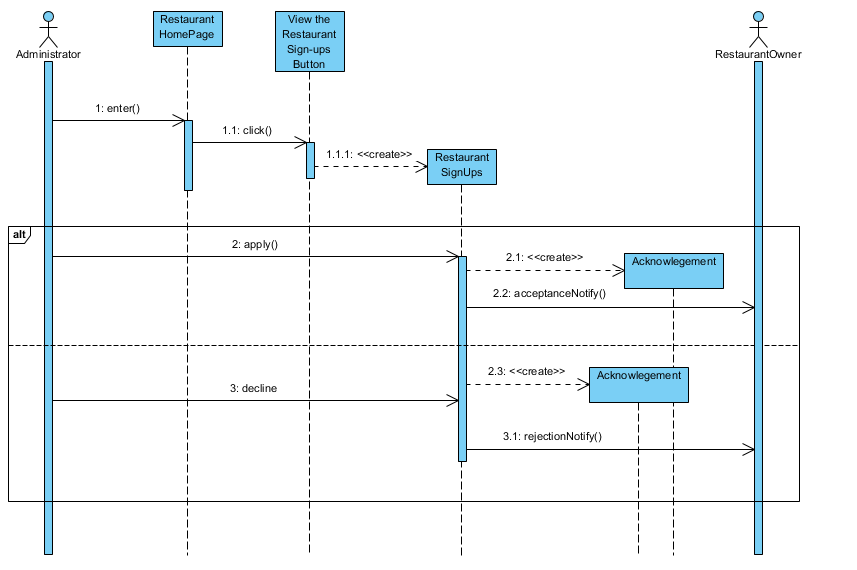 Administrator
Restaurant
HomePage
View the
Restaurant
Sign-ups
Button
RestaurantOwner
1: enter()
1.1: click()
1.1.1: <<create>>
Restaurant
SignUps
alt
2: apply()
2.1: <<create>>
Acknowlegement
2.2: acceptanceNotify()
2.3: <<create>>
Acknowlegement
3: decline
3.1: rejectionNotify()